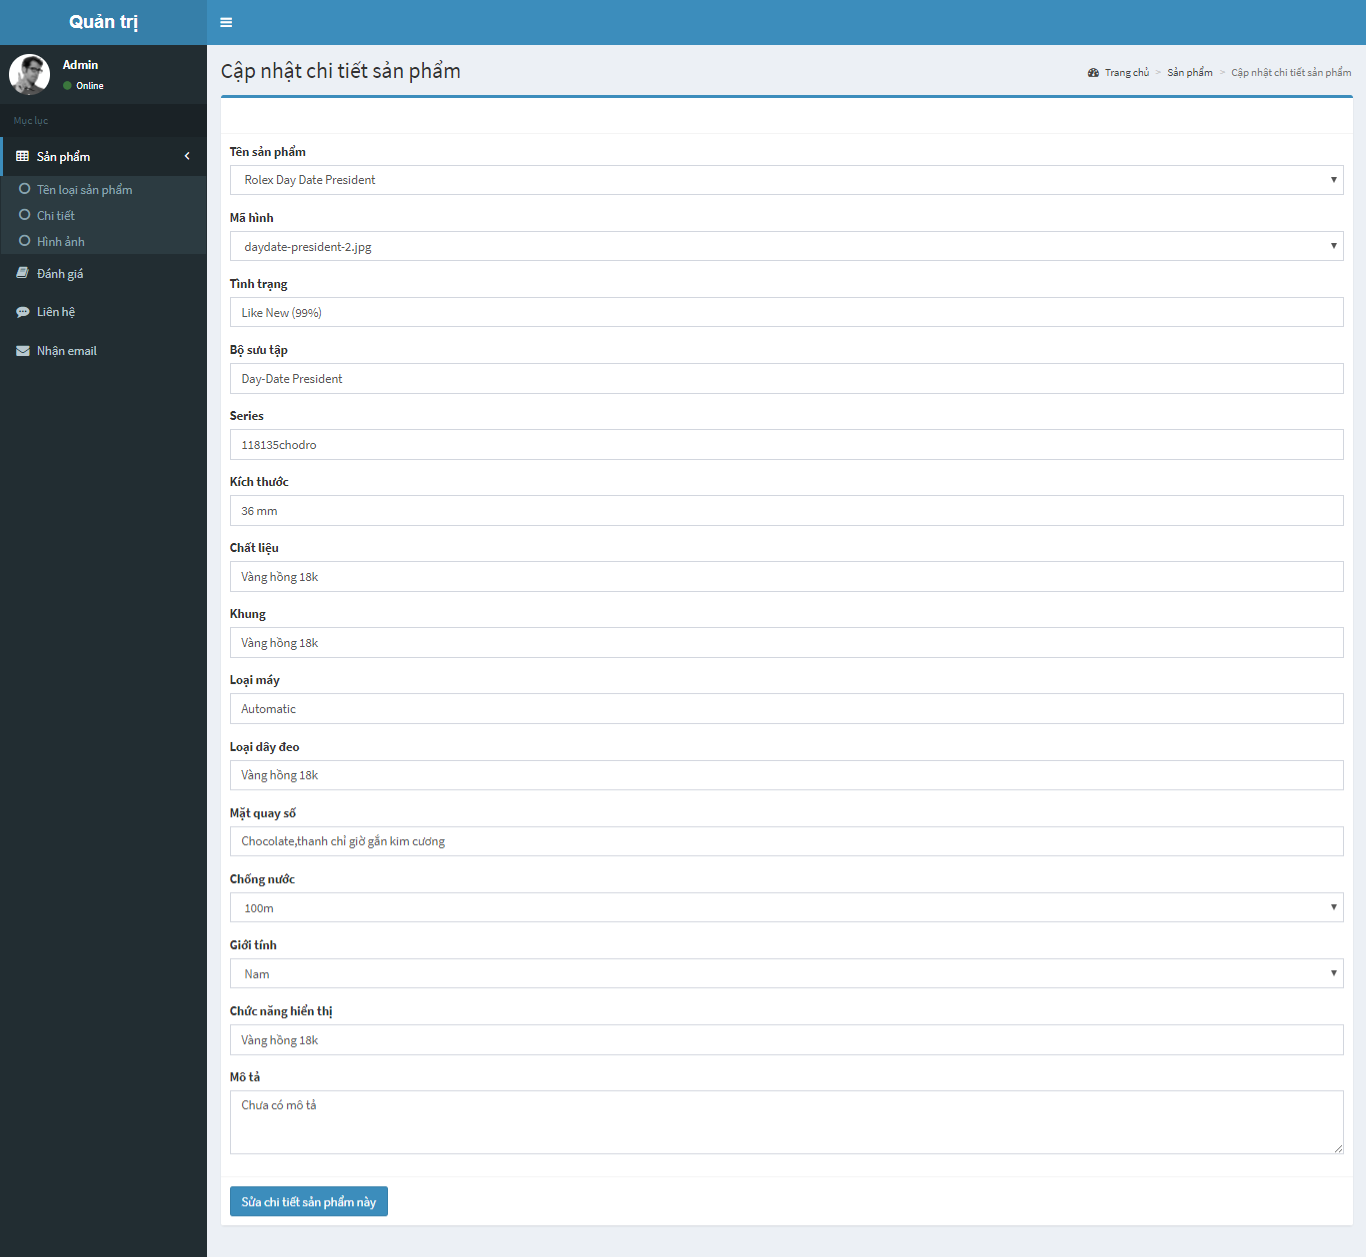 Quản trị
Admin
Online
Mục lục
Sản phẩm
Tên loại sản phẩm
Chi tiết
Hình ảnh
Đánh giá
Liên hệ
Nhận email
Cập nhật chi tiết sản phẩm
Trang chủ > Sản phẩm > Cập nhật chi tiết sản phẩm
Tên sản phẩm
Rolex Day Date President
Mã hình
daydate-president-2.jpg
Tình trạng
Like New (99%)
Bộ sưu tập
Day-Date President
Series
118135chodro
Kích thước
36 mm
Chất liệu
Vàng hồng 18k
Khung
Vàng hồng 18k
Loại máy
Automatic
Loại dây đeo
Vàng hồng 18k
Mặt quay số
Chocolate,thanh chỉ giờ gắn kim cương
Chống nước
100m
Giới tính
Nam
Chức năng hiển thị
Vàng hồng 18k
Mô tả
Chưa có mô tả
Sửa chi tiết sản phẩm này